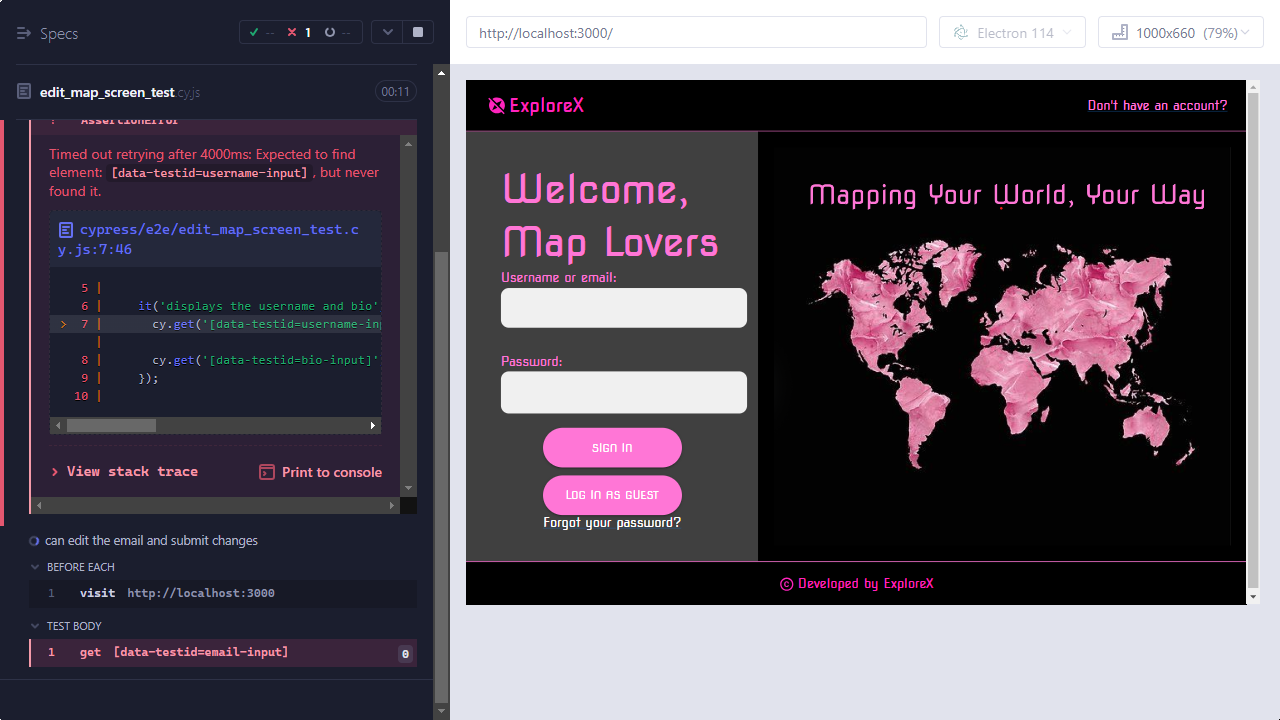 Specs
-- 1 --
edit_map_screen_test.cy.js
00:11
! AssertionError
Timed out retrying after 4000ms: Expected to find
element: [data-testid=username-input], but never
found it.
cypress/e2e/edit_map_screen_test.c
y.js:7:46
5 |
6 | it('displays the username and bio'
> 7 | cy.get('[data-testid=username-inp
|
8 | cy.get('[data-testid=bio-input]'
9 | });
10 |
> View stack trace
Print to console
can edit the email and submit changes
BEFORE EACH
1 visit http://localhost:3000
TEST BODY
1 get [data-testid=email-input] 0
http://localhost:3000/
Electron 114
1000x660 (79%)
ExploreX
Don't have an account?
Welcome,
Map Lovers
Username or email:
Password:
SIGN IN
LOG IN AS GUEST
Forgot your password?
Mapping Your World, Your Way
© Developed by ExploreX